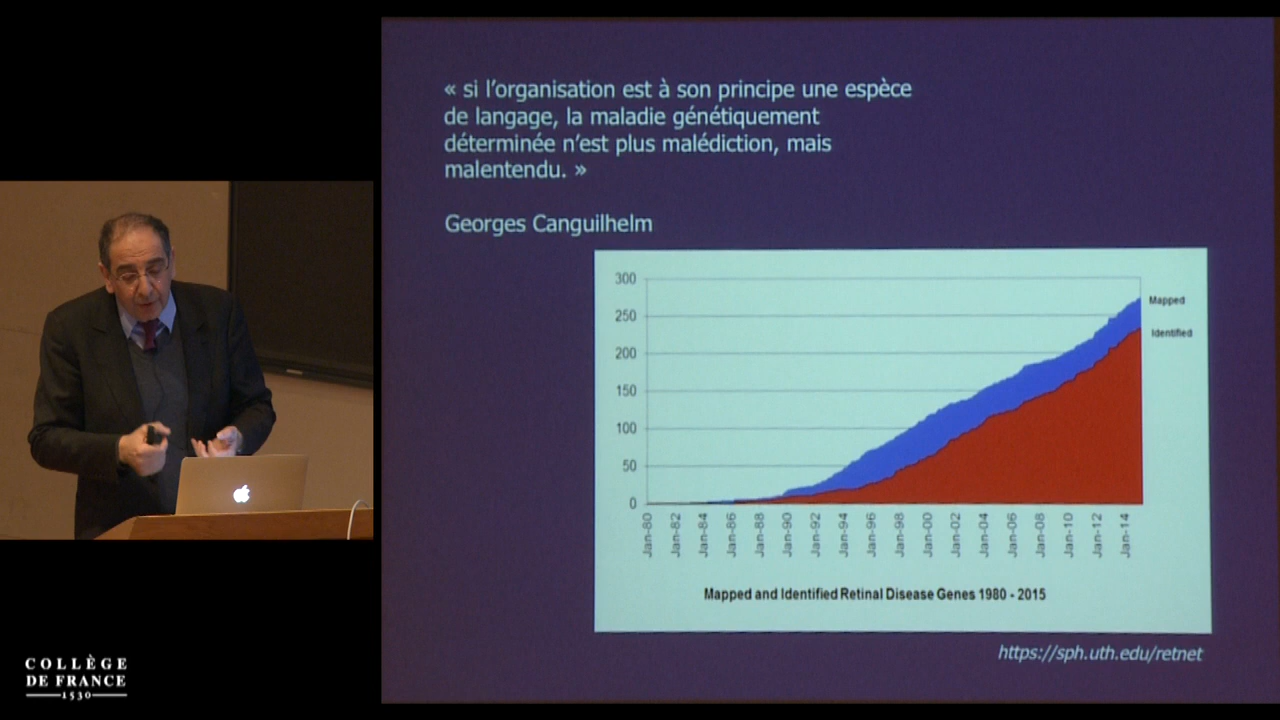 « si l'organisation est à son principe une espèce
de langage, la maladie génétiquement
déterminée n'est plus malédiction, mais
malentendu. »
Georges Canguilhelm
300
250
200
150
100
50
0
Mapped
Identified
Jan-80
Jan-82
Jan-84
Jan-86
Jan-88
Jan-90
Jan-92
Jan-94
Jan-96
Jan-98
Jan-00
Jan-02
Jan-04
Jan-06
Jan-08
Jan-10
Jan-12
Jan-14
Mapped and Identified Retinal Disease Genes 1980 - 2015
https://sph.uth.edu/retnet
COLLÈGE
DE FRANCE
1530